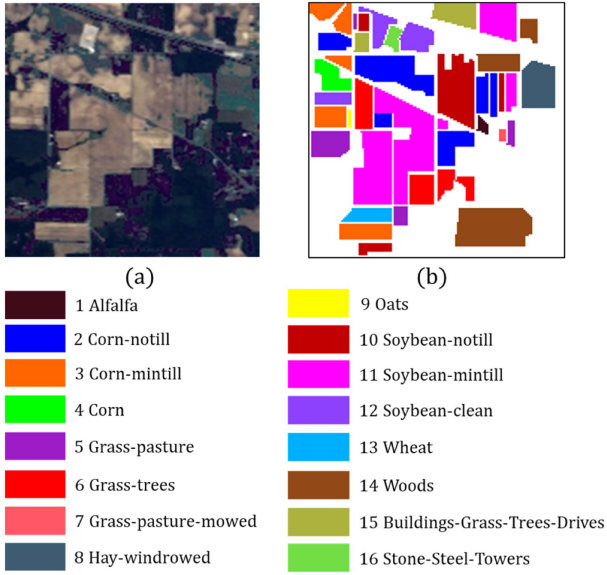 (a)
(b)
1 Alfalfa
2 Corn-notill
3 Corn-mintill
4 Corn
5 Grass-pasture
6 Grass-trees
7 Grass-pasture-mowed
8 Hay-windrowed
9 Oats
10 Soybean-notill
11 Soybean-mintill
12 Soybean-clean
13 Wheat
14 Woods
15 Buildings-Grass-Trees-Drives
16 Stone-Steel-Towers